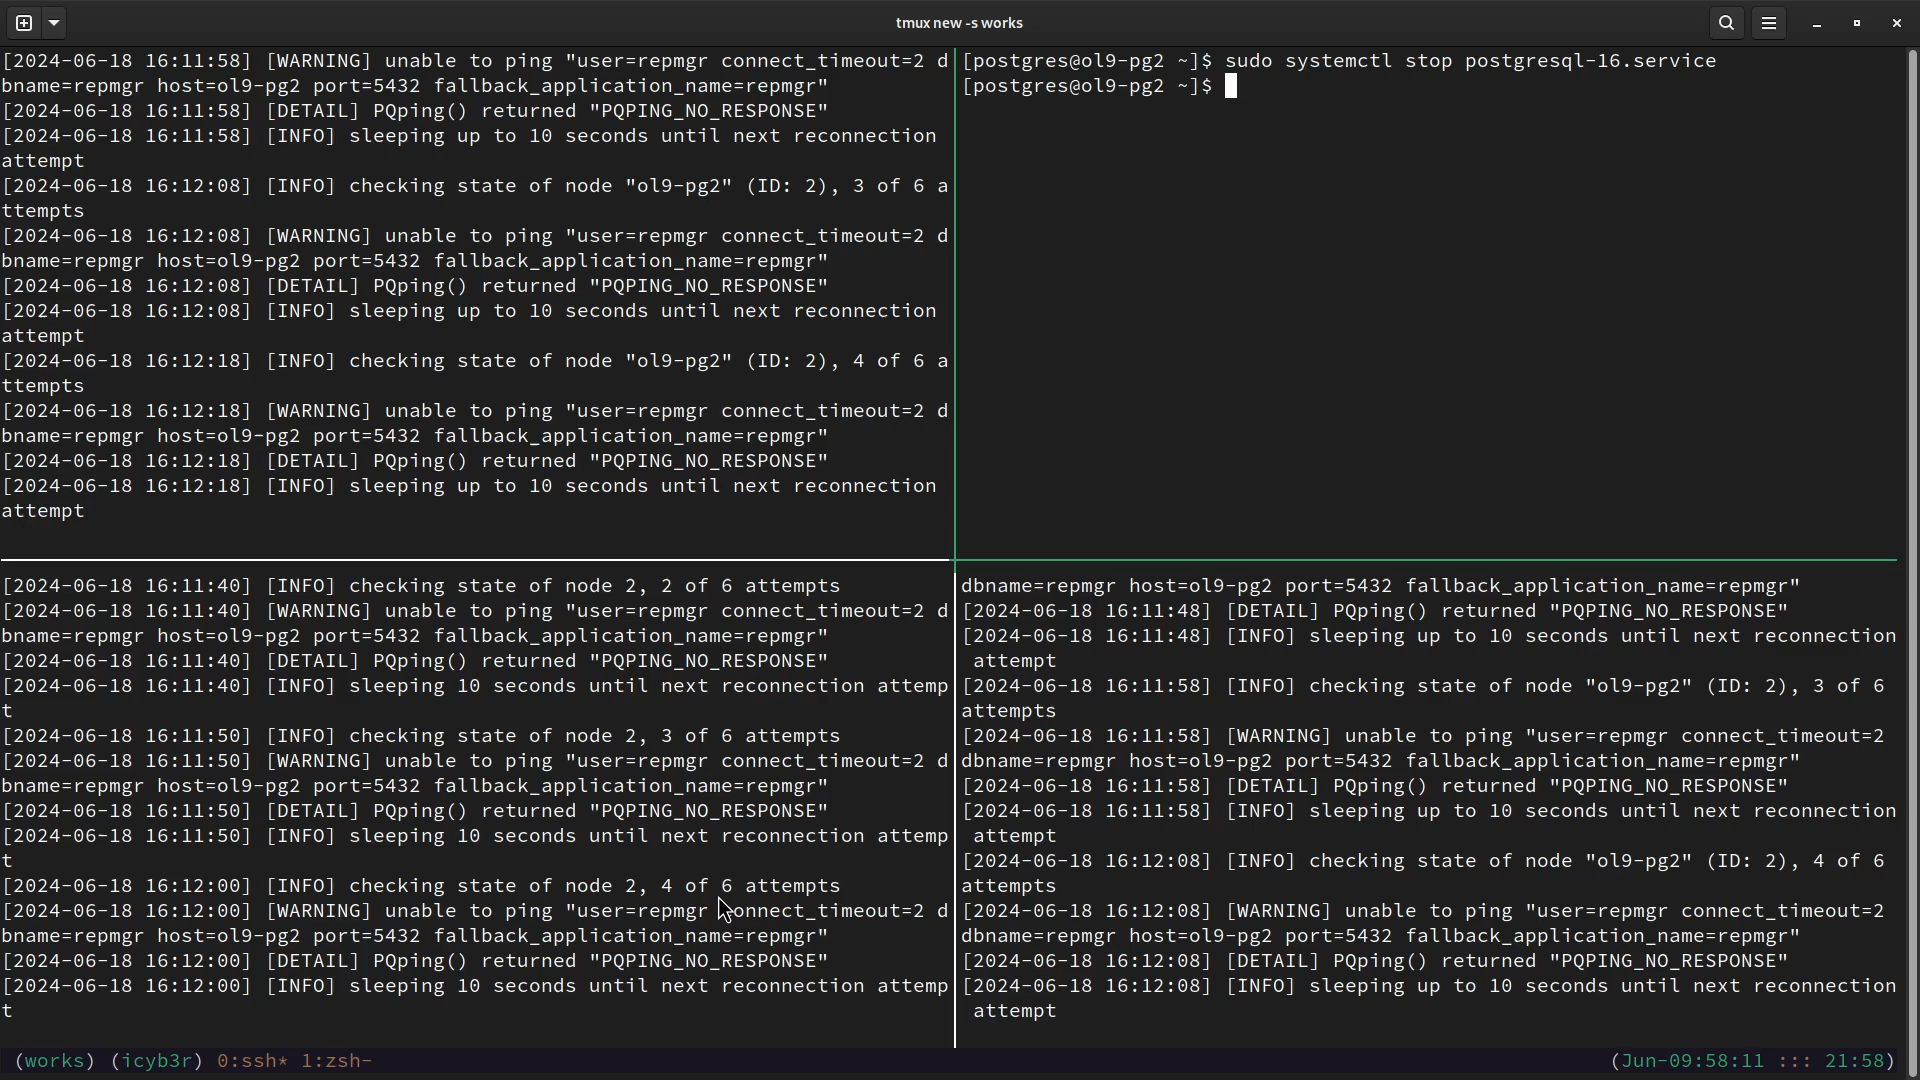 tmux new -s works
[2024-06-18 16:11:58] [WARNING] unable to ping "user=repmgr connect_timeout=2 d
bname=repmgr host=ol9-pg2 port=5432 fallback_application_name=repmgr"
[2024-06-18 16:11:58] [DETAIL] PQping() returned "PQPING_NO_RESPONSE"
[2024-06-18 16:11:58] [INFO] sleeping up to 10 seconds until next reconnection
attempt
[2024-06-18 16:12:08] [INFO] checking state of node "ol9-pg2" (ID: 2), 3 of 6 a
ttempts
[2024-06-18 16:12:08] [WARNING] unable to ping "user=repmgr connect_timeout=2 d
bname=repmgr host=ol9-pg2 port=5432 fallback_application_name=repmgr"
[2024-06-18 16:12:08] [DETAIL] PQping() returned "PQPING_NO_RESPONSE"
[2024-06-18 16:12:08] [INFO] sleeping up to 10 seconds until next reconnection
attempt
[2024-06-18 16:12:18] [INFO] checking state of node "ol9-pg2" (ID: 2), 4 of 6 a
ttempts
[2024-06-18 16:12:18] [WARNING] unable to ping "user=repmgr connect_timeout=2 d
bname=repmgr host=ol9-pg2 port=5432 fallback_application_name=repmgr"
[2024-06-18 16:12:18] [DETAIL] PQping() returned "PQPING_NO_RESPONSE"
[2024-06-18 16:12:18] [INFO] sleeping up to 10 seconds until next reconnection
attempt
[postgres@ol9-pg2 ~]$ sudo systemctl stop postgresql-16.service
[postgres@ol9-pg2 ~]$
[2024-06-18 16:11:40] [INFO] checking state of node 2, 2 of 6 attempts
[2024-06-18 16:11:40] [WARNING] unable to ping "user=repmgr connect_timeout=2 d
bname=repmgr host=ol9-pg2 port=5432 fallback_application_name=repmgr"
[2024-06-18 16:11:40] [DETAIL] PQping() returned "PQPING_NO_RESPONSE"
[2024-06-18 16:11:40] [INFO] sleeping 10 seconds until next reconnection attemp
t
[2024-06-18 16:11:50] [INFO] checking state of node 2, 3 of 6 attempts
[2024-06-18 16:11:50] [WARNING] unable to ping "user=repmgr connect_timeout=2 d
bname=repmgr host=ol9-pg2 port=5432 fallback_application_name=repmgr"
[2024-06-18 16:11:50] [DETAIL] PQping() returned "PQPING_NO_RESPONSE"
[2024-06-18 16:11:50] [INFO] sleeping 10 seconds until next reconnection attemp
t
[2024-06-18 16:12:00] [INFO] checking state of node 2, 4 of 6 attempts
[2024-06-18 16:12:00] [WARNING] unable to ping "user=repmgr connect_timeout=2 d
bname=repmgr host=ol9-pg2 port=5432 fallback_application_name=repmgr"
[2024-06-18 16:12:00] [DETAIL] PQping() returned "PQPING_NO_RESPONSE"
[2024-06-18 16:12:00] [INFO] sleeping 10 seconds until next reconnection attemp
t
dbname=repmgr host=ol9-pg2 port=5432 fallback_application_name=repmgr"
[2024-06-18 16:11:48] [DETAIL] PQping() returned "PQPING_NO_RESPONSE"
[2024-06-18 16:11:48] [INFO] sleeping up to 10 seconds until next reconnection
attempt
[2024-06-18 16:11:58] [INFO] checking state of node "ol9-pg2" (ID: 2), 3 of 6
attempts
[2024-06-18 16:11:58] [WARNING] unable to ping "user=repmgr connect_timeout=2
dbname=repmgr host=ol9-pg2 port=5432 fallback_application_name=repmgr"
[2024-06-18 16:11:58] [DETAIL] PQping() returned "PQPING_NO_RESPONSE"
[2024-06-18 16:11:58] [INFO] sleeping up to 10 seconds until next reconnection
attempt
[2024-06-18 16:12:08] [INFO] checking state of node "ol9-pg2" (ID: 2), 4 of 6
attempts
[2024-06-18 16:12:08] [WARNING] unable to ping "user=repmgr connect_timeout=2
dbname=repmgr host=ol9-pg2 port=5432 fallback_application_name=repmgr"
[2024-06-18 16:12:08] [DETAIL] PQping() returned "PQPING_NO_RESPONSE"
[2024-06-18 16:12:08] [INFO] sleeping up to 10 seconds until next reconnection
attempt
(works) (icyb3r) 0:ssh* 1:zsh- (Jun-09:58:11 ::: 21:58)